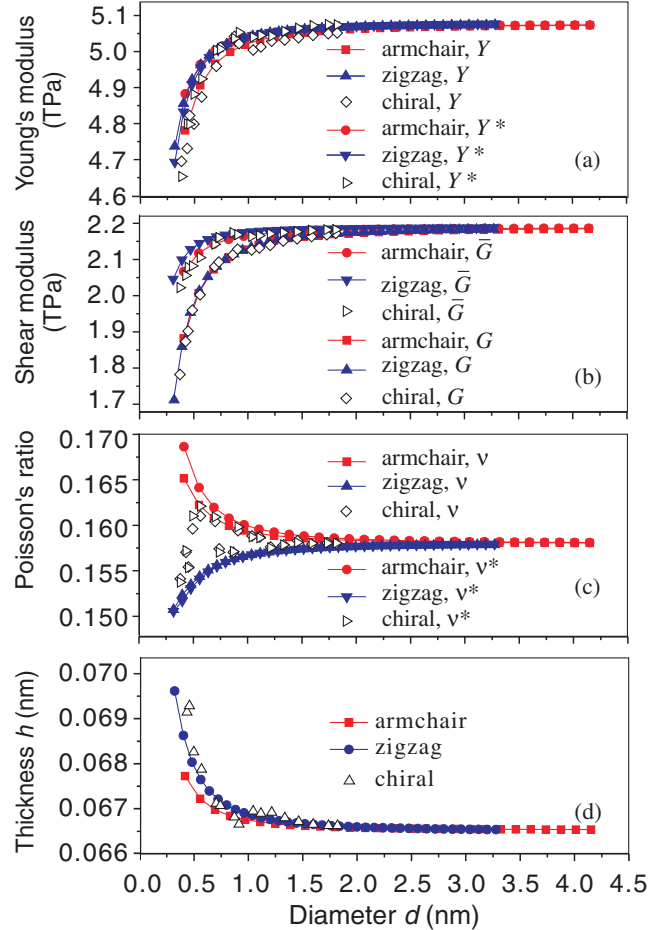 5.1
5.0
4.9
4.8
4.7
4.6
Young's modulus
(TPa)
armchair, Y
zigzag, Y
chiral, Y
armchair, Y*
zigzag, Y*
chiral, Y*
(a)
2.2
2.1
2.0
1.9
1.8
1.7
Shear modulus
(TPa)
armchair, G̅
zigzag, G̅
chiral, G̅
armchair, G
zigzag, G
chiral, G
(b)
0.170
0.165
0.160
0.155
0.150
Poisson's ratio
armchair, ν
zigzag, ν
chiral, ν
armchair, ν*
zigzag, ν*
chiral, ν*
(c)
0.070
0.069
0.068
0.067
0.066
Thickness h (nm)
armchair
zigzag
chiral
(d)
0.0 0.5 1.0 1.5 2.0 2.5 3.0 3.5 4.0 4.5
Diameter d (nm)